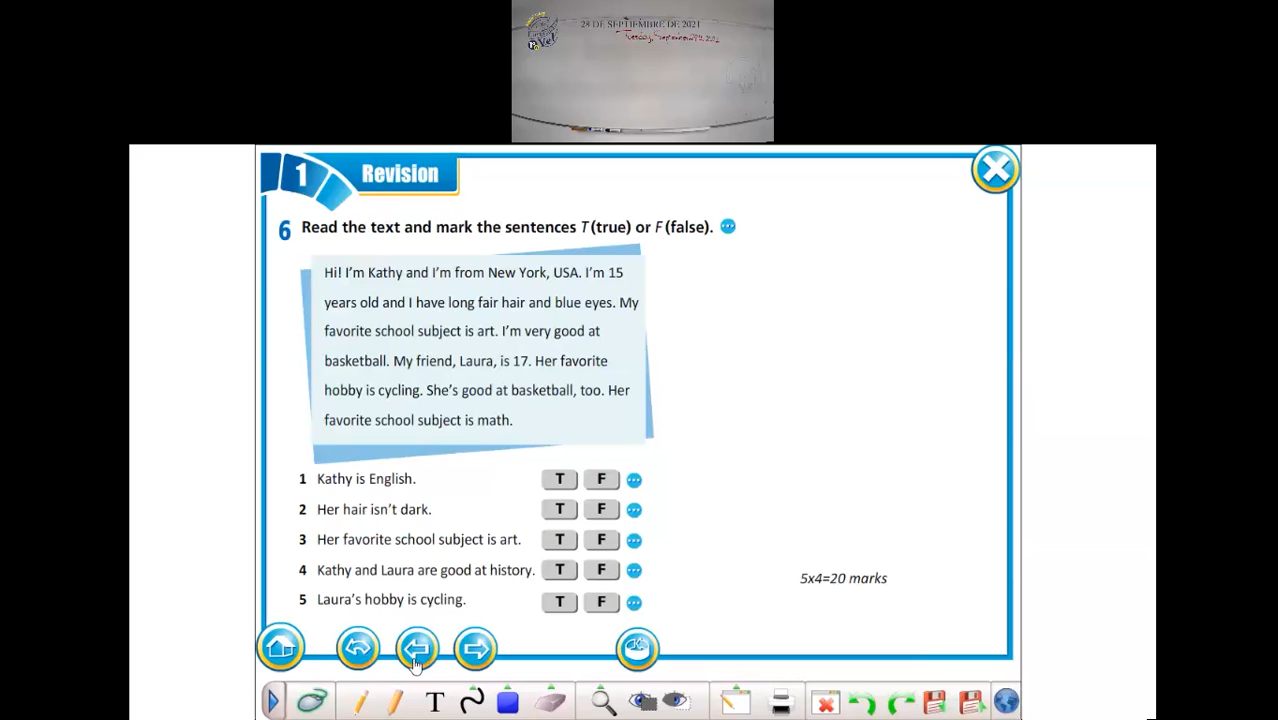 28 DE SEPTIEMBRE DE 2021
Tuesday, September 28, 2021
1 Revision
6 Read the text and mark the sentences T (true) or F (false).
Hi! I'm Kathy and I'm from New York, USA. I'm 15
years old and I have long fair hair and blue eyes. My
favorite school subject is art. I'm very good at
basketball. My friend, Laura, is 17. Her favorite
hobby is cycling. She's good at basketball, too. Her
favorite school subject is math.
1 Kathy is English. T F
2 Her hair isn't dark. T F
3 Her favorite school subject is art. T F
4 Kathy and Laura are good at history. T F
5 Laura's hobby is cycling. T F
5x4=20 marks
T